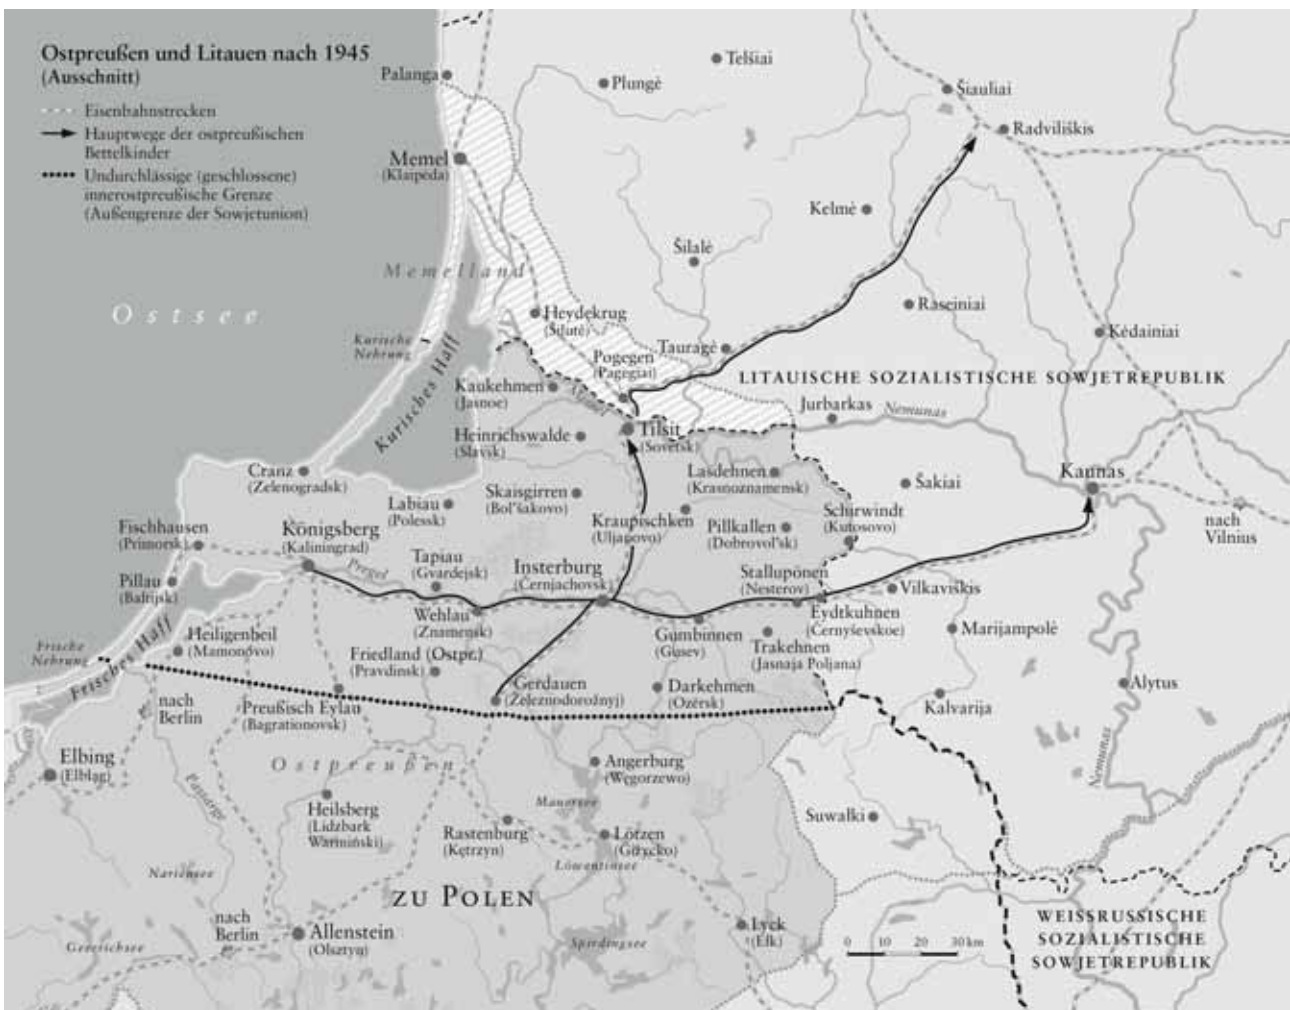 Ostpreußen und Litauen nach 1945
(Ausschnitt)
Eisenbahnstrecken
Hauptwege der ostpreußischen
Bettelkinder
Undurchlässige (geschlossene)
innerostpreußische Grenze
(Außengrenze der Sowjetunion)
Palanga
Plungė
Telšiai
Šiauliai
Radviliškis
Memel
(Klaipėda)
Kelmė
Šilalė
Memelland
Ostsee
Heydekrug
(Šilutė)
Raseiniai
Kėdainiai
Kurische
Nehrung
Kurisches Haff
Tauragė
Pogegen
(Pagėgiai)
LITAUISCHE SOZIALISTISCHE SOWJETREPUBLIK
Kaukehmen
(Jasnoe)
Memel
Jurbarkas
Nemunas
Heinrichswalde
(Slavsk)
Tilsit
(Sovetsk)
Cranz
(Zelenogradsk)
Lasdehnen
(Krasnoznamensk)
Šakiai
Kaunas
Labiau
(Polessk)
Skaisgirren
(Bol'šakovo)
Kraupischken
(Uljanovo)
Pillkallen
(Dobrovol'sk)
Schirwindt
(Kutosovo)
nach
Vilnius
Fischhausen
(Primorsk)
Königsberg
(Kaliningrad)
Pregel
Tapiau
(Gvardejsk)
Insterburg
(Černjachovsk)
Stallupönen
(Nesterov)
Vilkaviškis
Pillau
(Baltijsk)
Wehlau
(Znamensk)
Gumbinnen
(Gusev)
Eydtkuhnen
(Černyševskoe)
Marijampolė
Frische
Nehrung
Frisches Haff
Heiligenbeil
(Mamonovo)
Friedland (Ostpr.)
(Pravdinsk)
Trakehnen
(Jasnaja Poljana)
nach
Berlin
Preußisch Eylau
(Bagrationovsk)
Gerdauen
(Železnodorožnyj)
Darkehmen
(Ozërsk)
Kalvarija
Alytus
Nemunas
Elbing
(Elbląg)
Passarge
Ostpreußen
Angerburg
(Węgorzewo)
Mauersee
Heilsberg
(Lidzbark
Warmiński)
Rastenburg
(Kętrzyn)
Lötzen
(Giżycko)
Löwentinsee
Suwałki
Nariensee
ZU POLEN
nach
Berlin
Allenstein
(Olsztyn)
Geserichsee
Spirdingsee
Lyck
(Ełk)
0 10 20 30 km
WEISSRUSSISCHE
SOZIALISTISCHE
SOWJETREPUBLIK